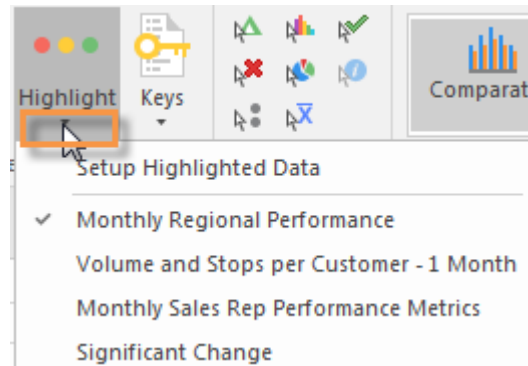 Highlight
Keys
Comparat
Setup Highlighted Data
Monthly Regional Performance
Volume and Stops per Customer - 1 Month
Monthly Sales Rep Performance Metrics
Significant Change